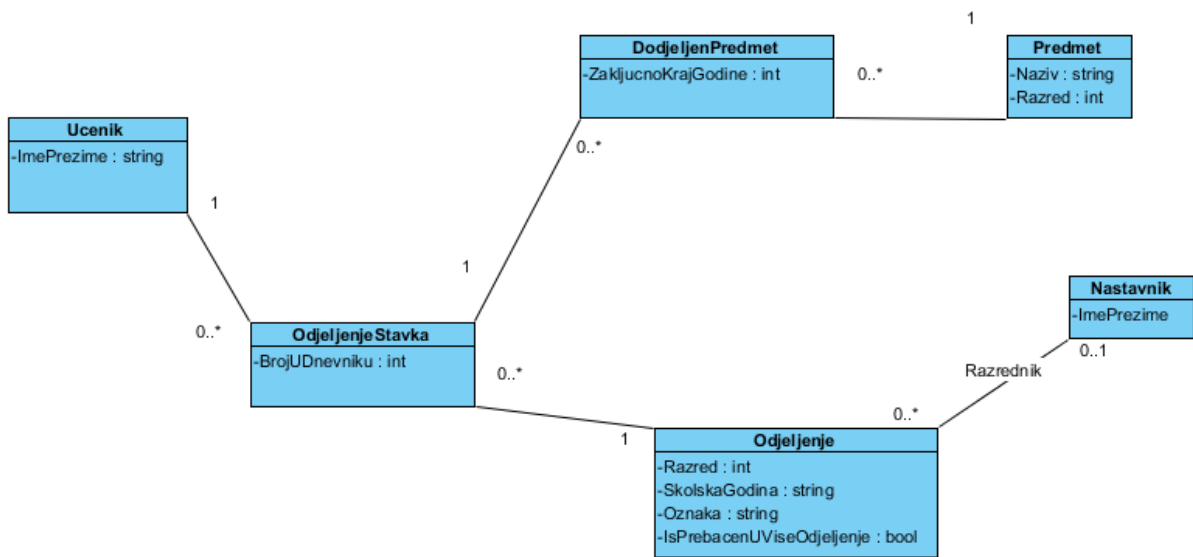 1
DodjeljenPredmet
-ZakljucnoKrajGodine : int
Predmet
-Naziv : string
-Razred : int
0..*
Ucenik
-ImePrezime : string
0..*
1
1
Nastavnik
-ImePrezime
0..*
OdjeljenjeStavka
-BrojUDnevniku : int
0..1
Razrednik
0..*
0..*
1
Odjeljenje
-Razred : int
-SkolskaGodina : string
-Oznaka : string
-IsPrebacenUViseOdjeljenje : bool